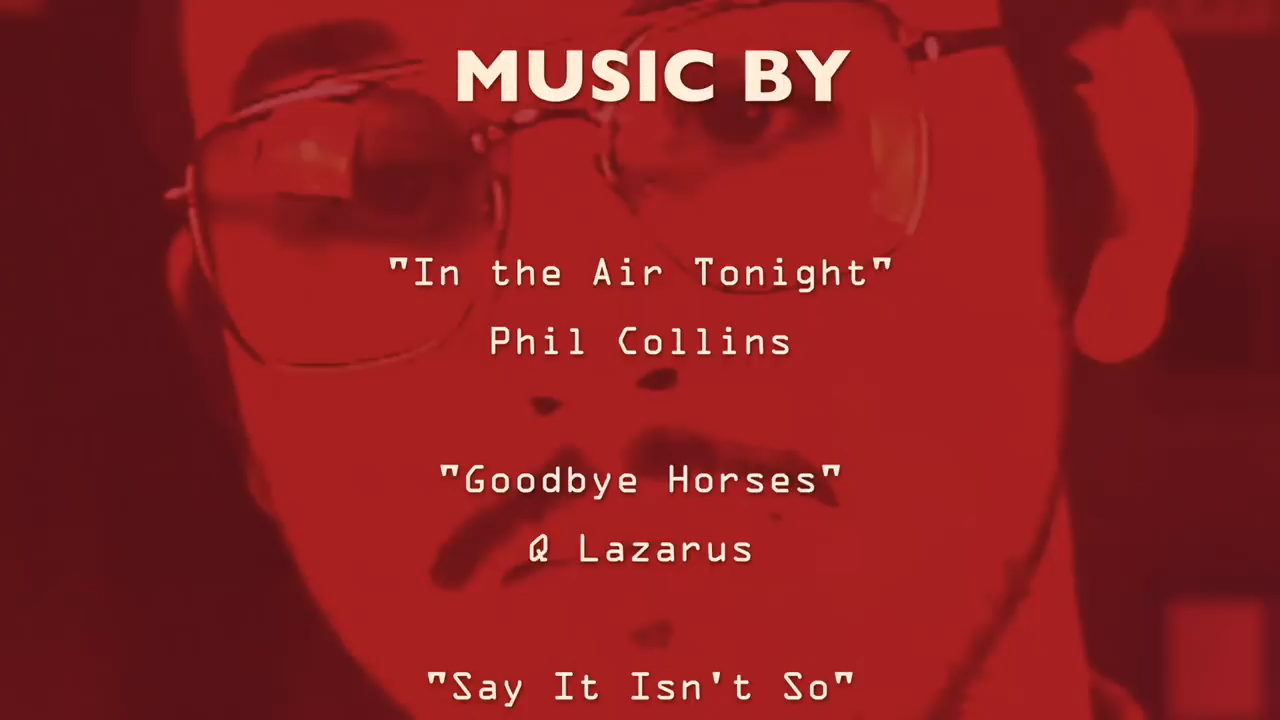 MUSIC BY
"In the Air Tonight"
Phil Collins
"Goodbye Horses"
Q Lazarus
"Say It Isn't So"